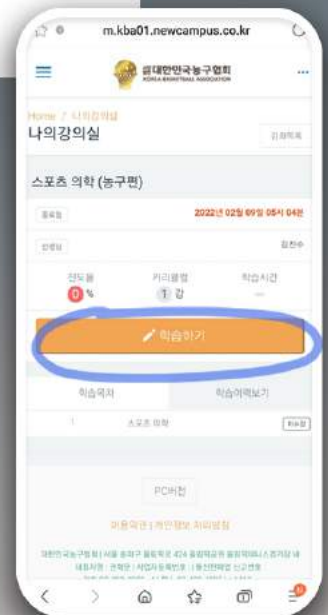 m.kba01.newcampus.co.kr
대한민국농구협회
KOREA BASKETBALL ASSOCIATION
Home / 나의강의실
나의강의실
스포츠 의학 (농구편)
종료일
2022년 02월 09일 05시 04분
진도율
커리큘럼
학습시간
0 %
1 강
학습하기
학습목차
학습이력보기
1 스포츠 의학
PC버전
이용약관 | 개인정보 처리방침